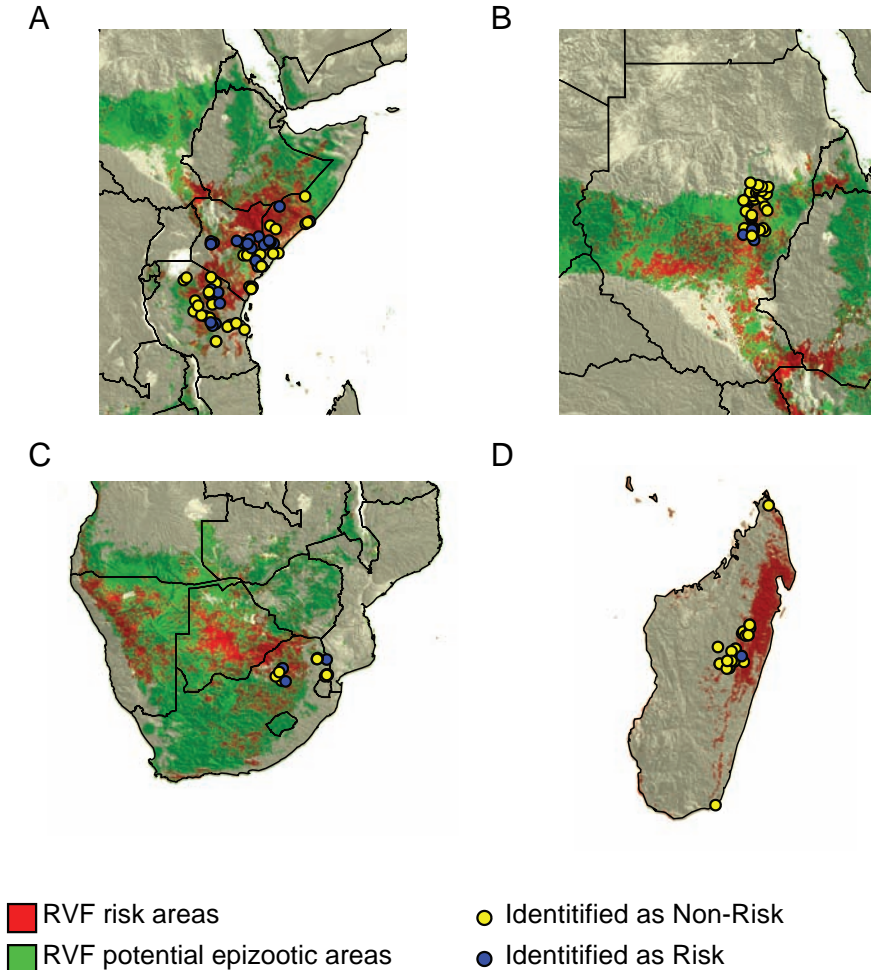 A
B
C
D
RVF risk areas
RVF potential epizootic areas
Identitified as Non-Risk
Identitified as Risk